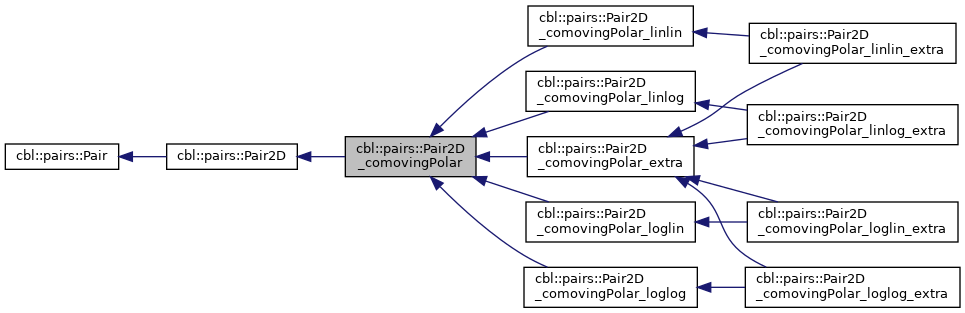 cbl::pairs::Pair
cbl::pairs::Pair2D
cbl::pairs::Pair2D
_comovingPolar
cbl::pairs::Pair2D
_comovingPolar_linlin
cbl::pairs::Pair2D
_comovingPolar_linlog
cbl::pairs::Pair2D
_comovingPolar_extra
cbl::pairs::Pair2D
_comovingPolar_loglin
cbl::pairs::Pair2D
_comovingPolar_loglog
cbl::pairs::Pair2D
_comovingPolar_linlin_extra
cbl::pairs::Pair2D
_comovingPolar_linlog_extra
cbl::pairs::Pair2D
_comovingPolar_loglin_extra
cbl::pairs::Pair2D
_comovingPolar_loglog_extra